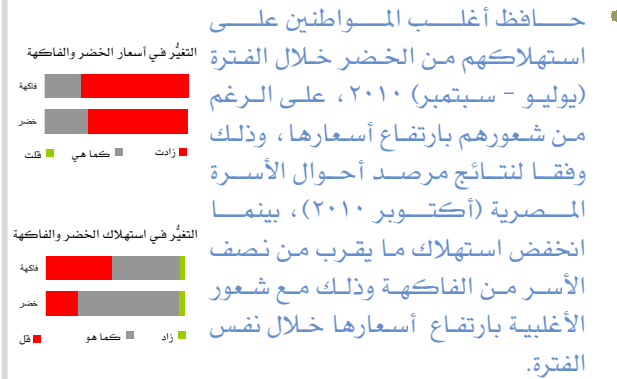 حافظ أغلب المواطنين على
استهلاكهم من الخضر خلال الفترة
(يوليو - سبتمبر) ٢٠١٠، على الرغم
من شعورهم بارتفاع أسعارها، وذلك
وفقا لنتائج مرصد أحوال الأسرة
المصرية (أكتوبر ٢٠١٠)، بينما
انخفض استهلاك ما يقرب من نصف
الأسر من الفاكهة وذلك مع شعور
الأغلبية بارتفاع أسعارها خلال نفس
الفترة.
التغيُّر في أسعار الخضر والفاكهة
فاكهة
خضر
زادت كما هي قلت
التغيُّر في استهلاك الخضر والفاكهة
فاكهة
خضر
زاد كما هو قل